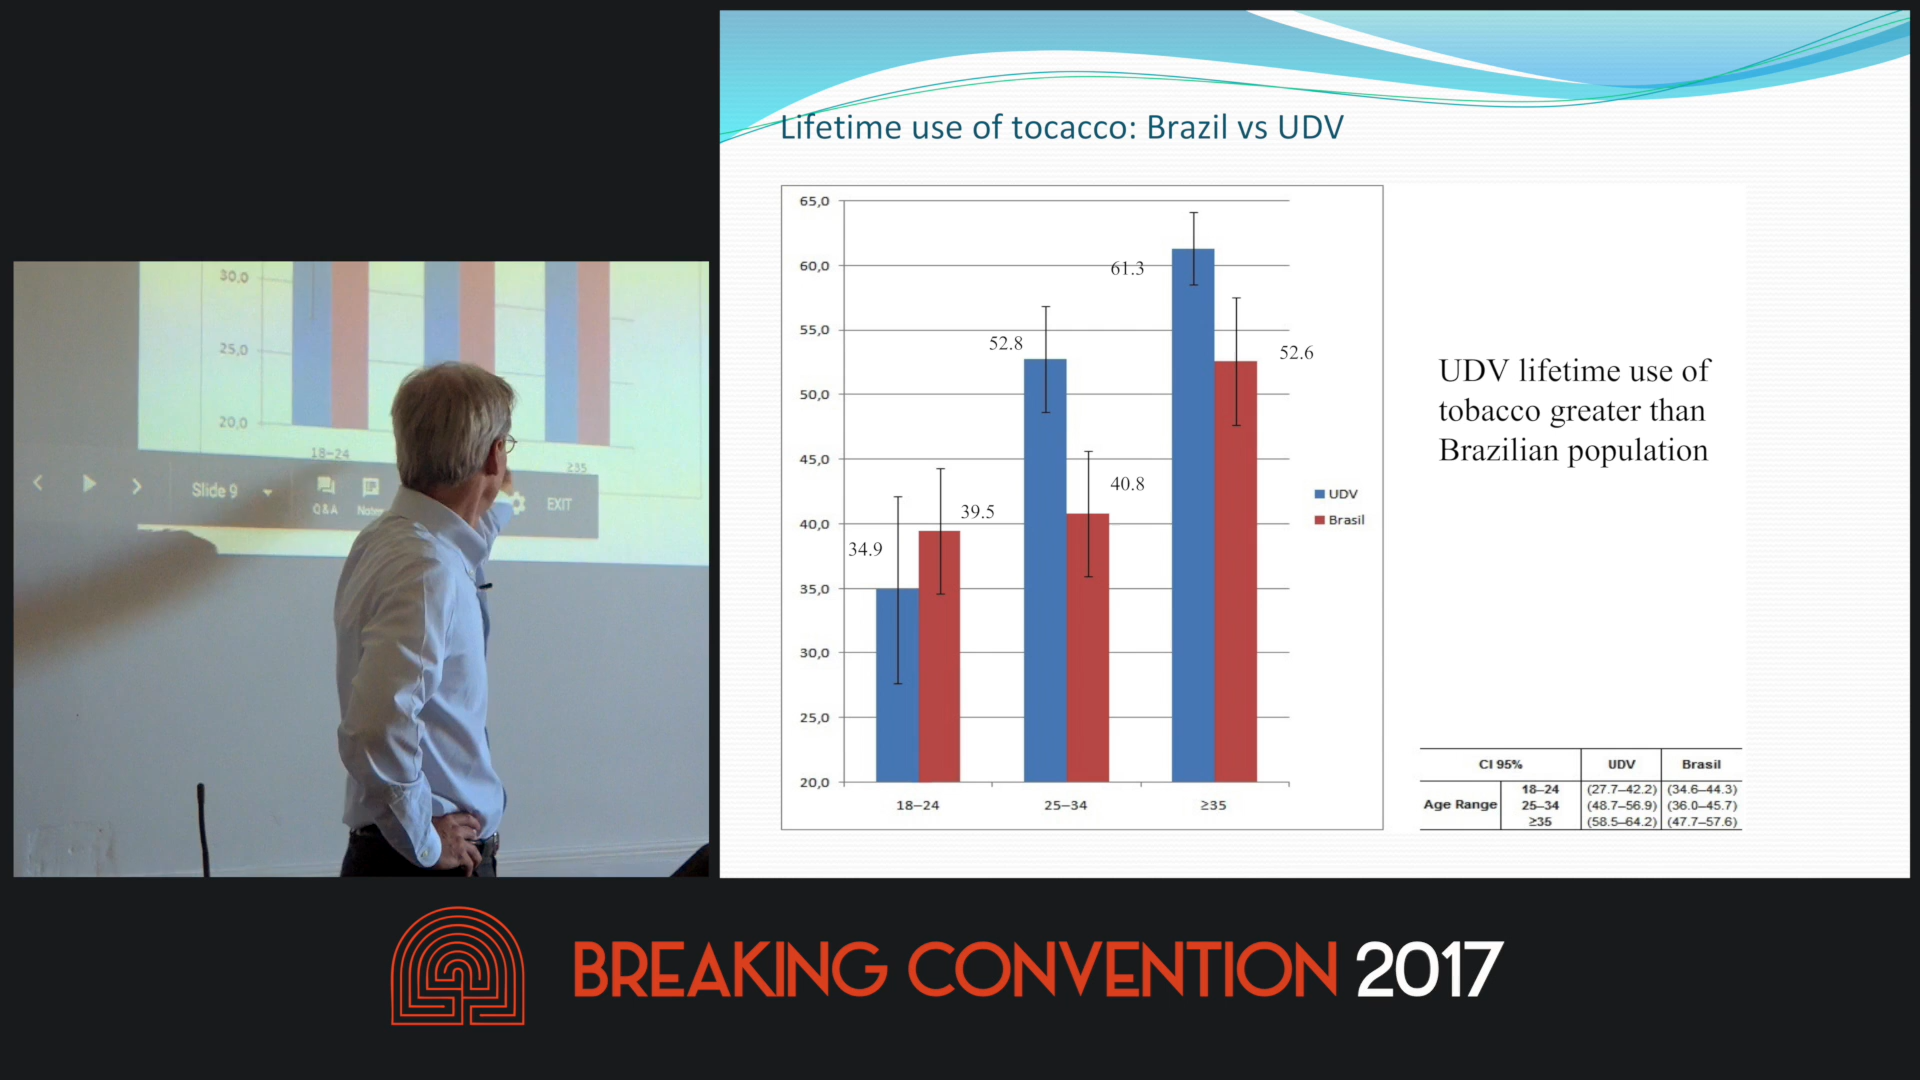 Lifetime use of tocacco: Brazil vs UDV
65,0
60,0
55,0
50,0
45,0
40,0
35,0
30,0
25,0
20,0
34.9
39.5
52.8
40.8
61.3
52.6
18–24
25–34
≥35
UDV
Brasil
UDV lifetime use of
tobacco greater than
Brazilian population
CI 95% UDV Brasil
Age Range
18–24 (27.7–42.2) (34.6–44.3)
25–34 (48.7–56.9) (36.0–45.7)
≥35 (58.5–64.2) (47.7–57.6)
30,0
25,0
20,0
18–24
≥35
Slide 9
Q&A
EXIT
BREAKING CONVENTION 2017